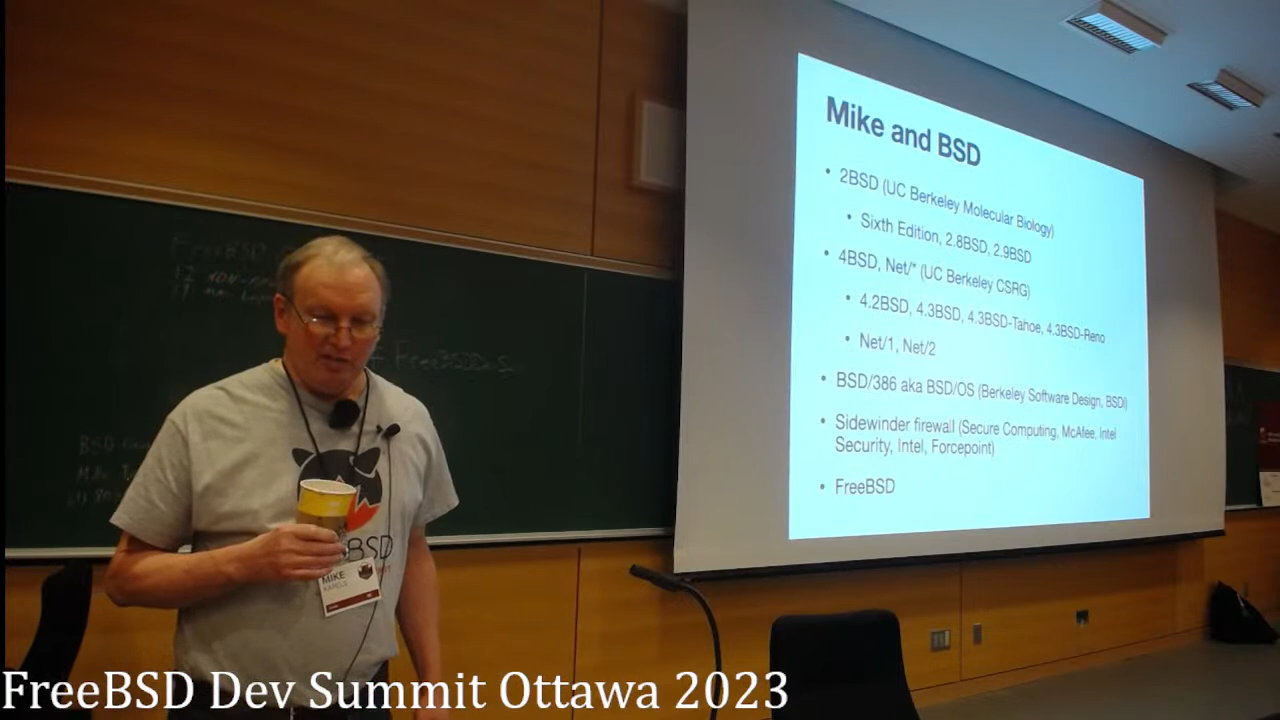 Mike and BSD
• 2BSD (UC Berkeley Molecular Biology)
• Sixth Edition, 2.8BSD, 2.9BSD
• 4BSD, Net/* (UC Berkeley CSRG)
• 4.2BSD, 4.3BSD, 4.3BSD-Tahoe, 4.3BSD-Reno
• Net/1, Net/2
• BSD/386 aka BSD/OS (Berkeley Software Design, BSDI)
• Sidewinder firewall (Secure Computing, McAfee, Intel
Security, Intel, Forcepoint)
• FreeBSD
FreeBSD
BSD
MIKE
FreeBSD Dev Summit Ottawa 2023